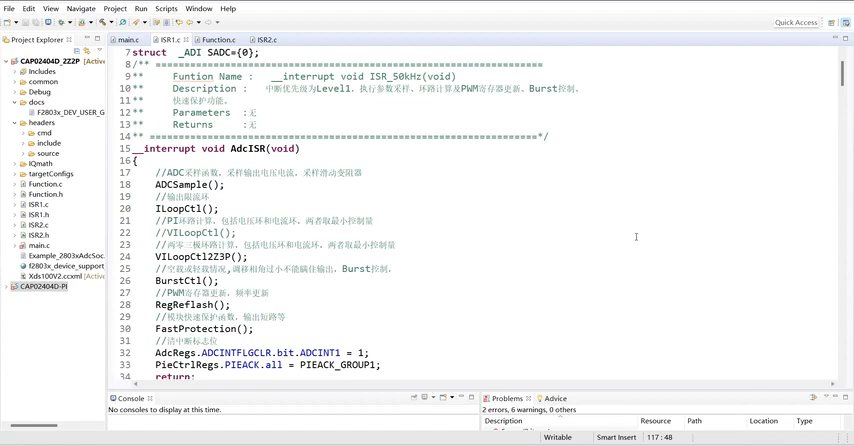 File Edit View Navigate Project Run Scripts Window Help
Quick Access
Project Explorer
CAP02404D_2Z2P [Active
Includes
common
Debug
docs
F2803x_DEV_USER_G
headers
cmd
include
source
IQmath
targetConfigs
Function.c
Function.h
ISR1.c
ISR1.h
ISR2.c
ISR2.h
main.c
Example_2803xAdcSoc.
f2803x_device_support_
Xds100V2.ccxml [Active
CAP02404D-PI
main.c ISR1.c Function.c ISR2.c
7 struct _ADI SADC={0};
8 /** ==================================================================
9 ** Funtion Name : __interrupt void ISR_50kHz(void)
10 ** Description : 中断优先级为Level1，执行参数采样、环路计算及PWM寄存器更新、Burst控制、
11 ** 快速保护功能。
12 ** Parameters :无
13 ** Returns :无
14 ** ==================================================================*/
15 __interrupt void AdcISR(void)
16 {
17 //ADC采样函数，采样输出电压电流，采样滑动变阻器
18 ADCSample();
19 //输出限流环
20 ILoopCtl();
21 //PI环路计算，包括电压环和电流环，两者取最小控制量
22 //VILoopCtl();
23 //两零三极环路计算，包括电压环和电流环，两者取最小控制量
24 VILoopCtl2Z3P();
25 //空载或轻载情况,调移相角过小不能瞒住输出，Burst控制，
26 BurstCtl();
27 //PWM寄存器更新，频率更新
28 RegReflash();
29 //模块快速保护函数，输出短路等
30 FastProtection();
31 //清中断标志位
32 AdcRegs.ADCINTFLGCLR.bit.ADCINT1 = 1;
33 PieCtrlRegs.PIEACK.all = PIEACK_GROUP1;
34 return;
Console
No consoles to display at this time.
Problems Advice
2 errors, 6 warnings, 0 others
Description Resource Path Location Type
Writable Smart Insert 117 : 48